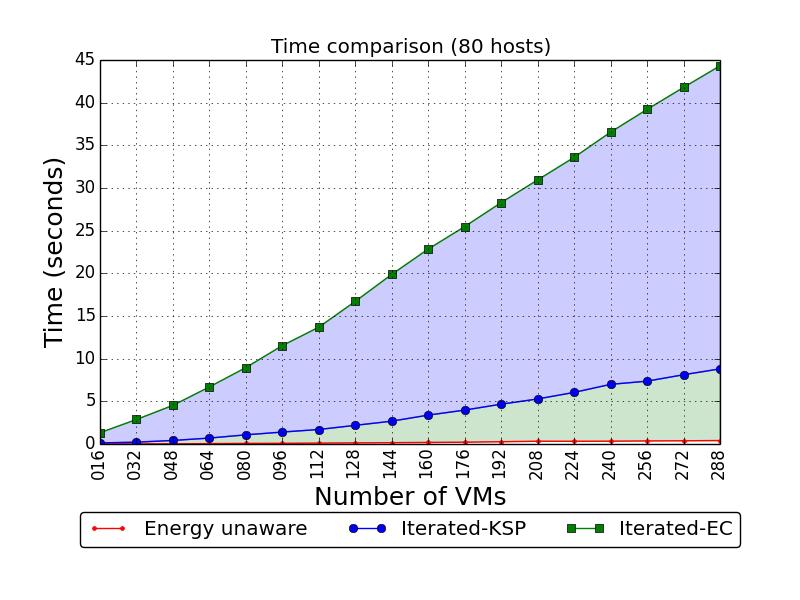 Time comparison (80 hosts)
45
40
35
30
25
20
15
10
5
0
Time (seconds)
016 032 048 064 080 096 112 128 144 160 176 192 208 224 240 256 272 288
Number of VMs
Energy unaware Iterated-KSP Iterated-EC